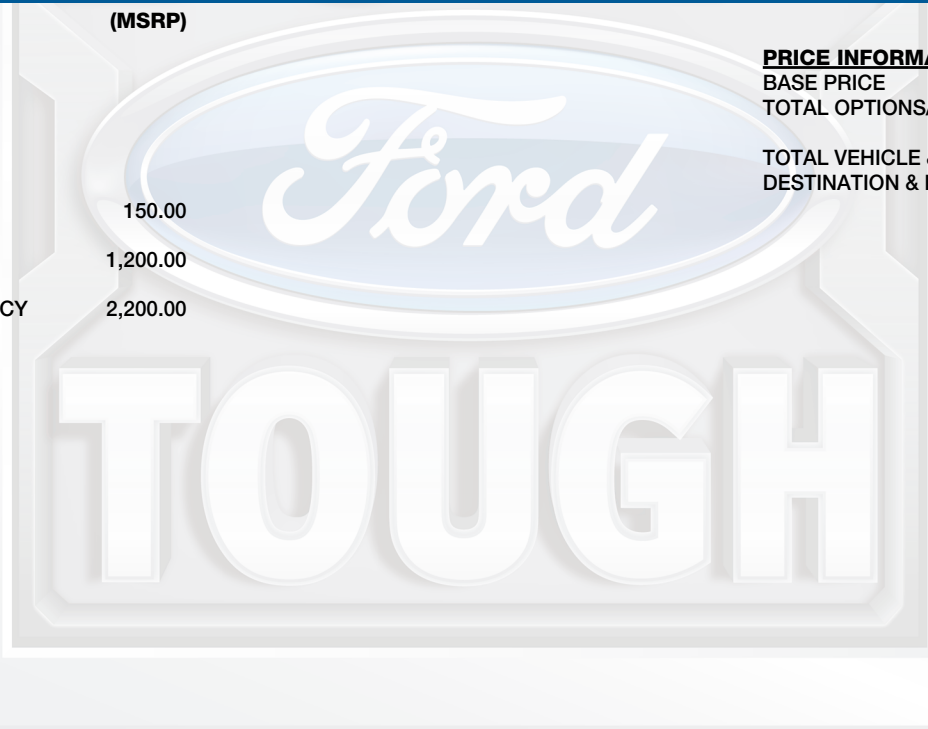 (MSRP)
150.00
1,200.00
CY 2,200.00
PRICE INFORMA
BASE PRICE
TOTAL OPTIONS/
TOTAL VEHICLE &
DESTINATION &
Ford
TOUGH